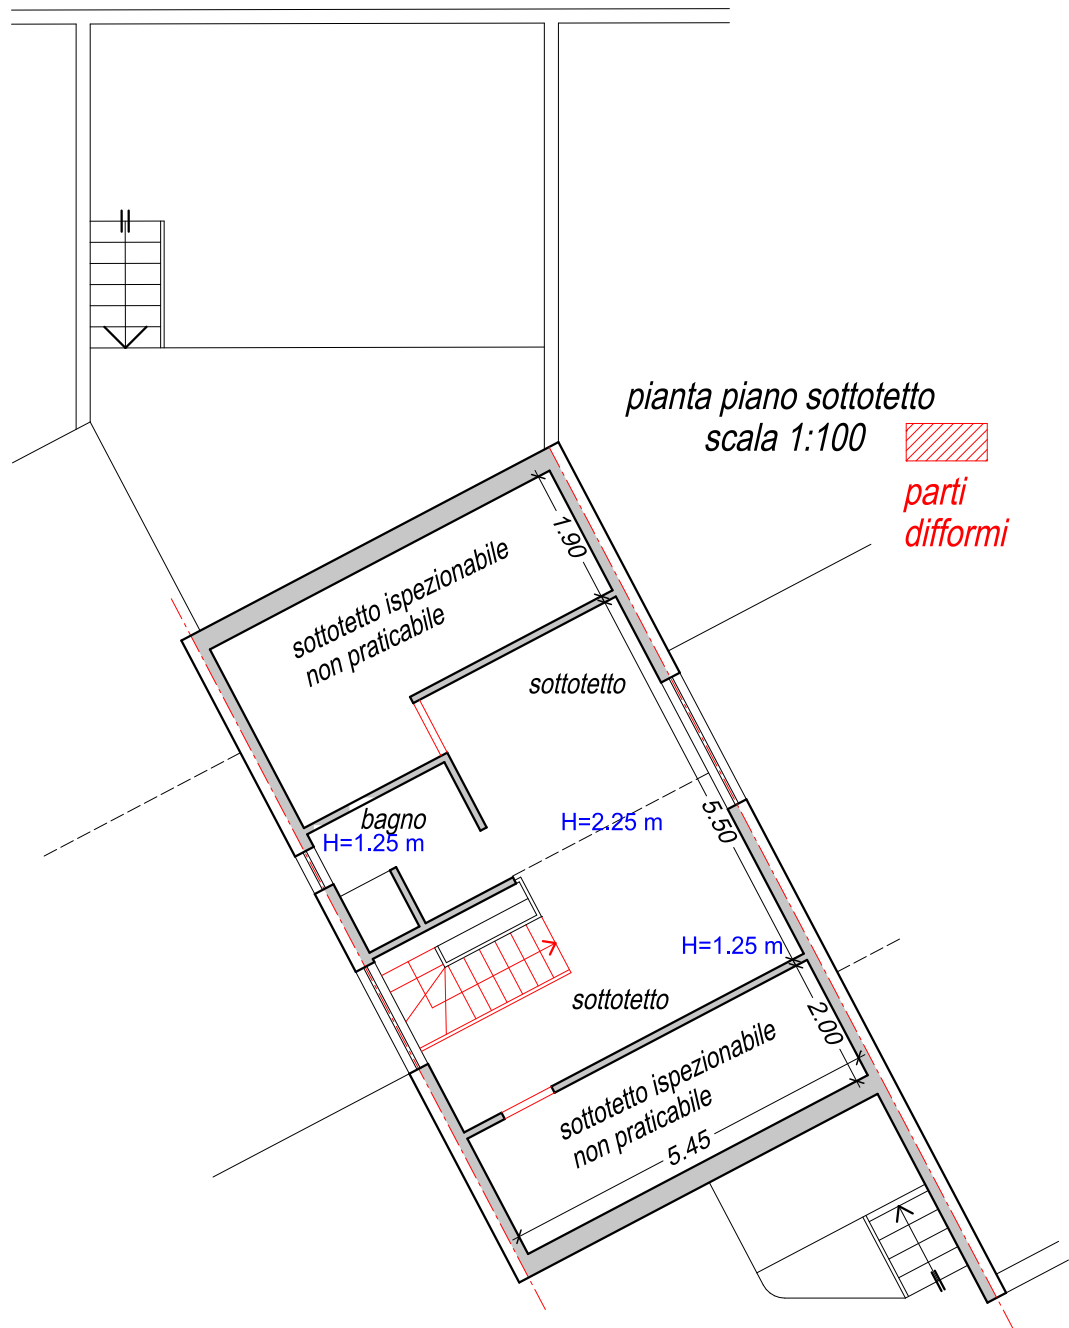 pianta piano sottotetto
scala 1:100
parti
difformi
1.90
sottotetto ispezionabile
non praticabile
sottotetto
5.50
bagno
H=1.25 m
H=2.25 m
H=1.25 m
sottotetto
2.00
sottotetto ispezionabile
non praticabile
5.45